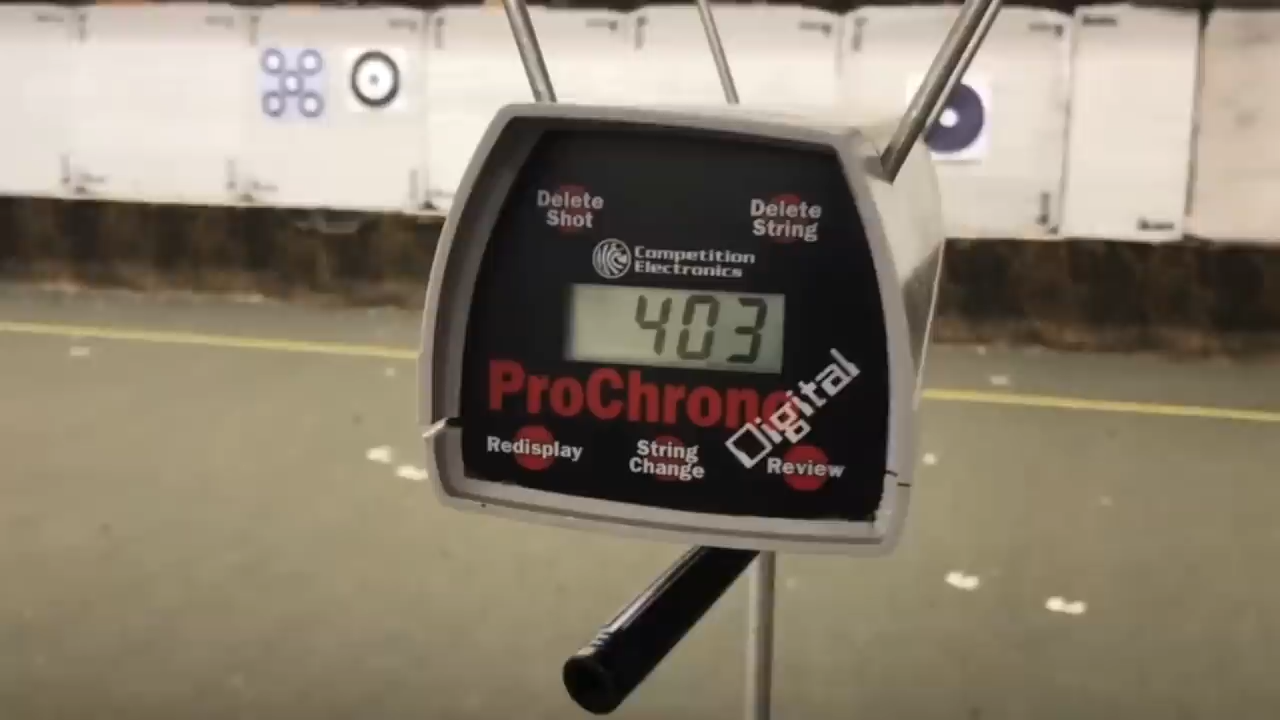 Delete
Shot
Delete
String
Competition
Electronics
403
ProChrono
Digital
Redisplay
String
Change
Review